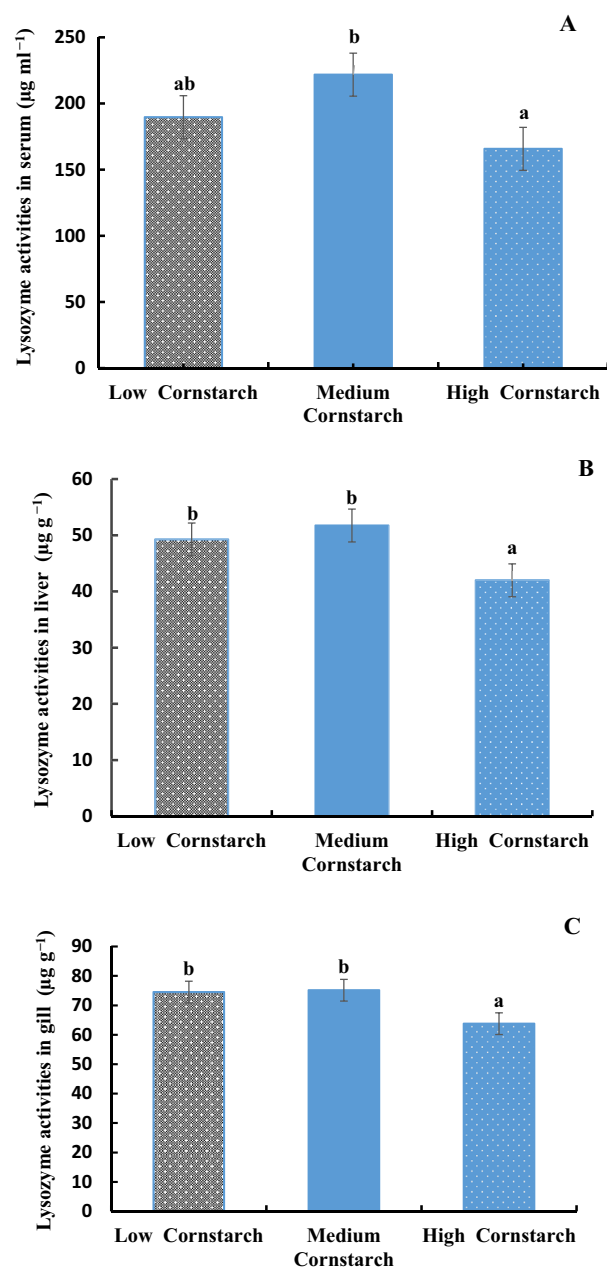 A
Lysozyme activities in serum (µg ml⁻¹)
250
200
150
100
50
0
ab
b
a
Low Cornstarch
Medium
Cornstarch
High Cornstarch
B
Lysozyme activities in liver (µg g⁻¹)
60
50
40
30
20
10
0
b
b
a
Low Cornstarch
Medium
Cornstarch
High Cornstarch
C
Lysozyme activities in gill (µg g⁻¹)
90
80
70
60
50
40
30
20
10
0
b
b
a
Low Cornstarch
Medium
Cornstarch
High Cornstarch